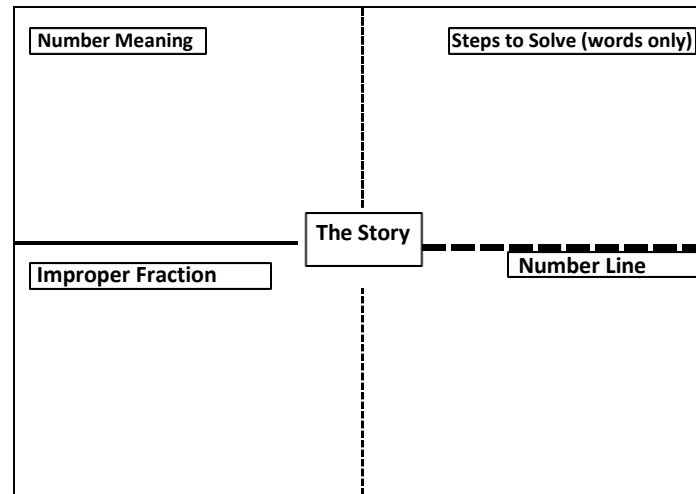 Number Meaning
Steps to Solve (words only)
The Story
Improper Fraction
Number Line